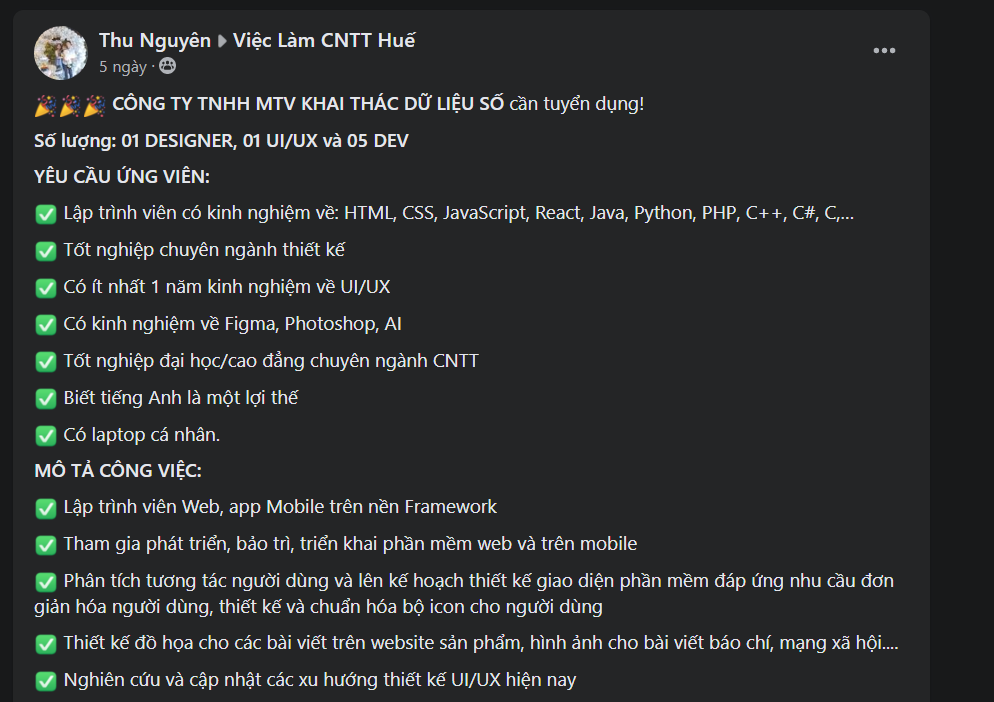 Thu Nguyên ▸ Việc Làm CNTT Huế
5 ngày ·
🎉🎉🎉 CÔNG TY TNHH MTV KHAI THÁC DỮ LIỆU SỐ cần tuyển dụng!
Số lượng: 01 DESIGNER, 01 UI/UX và 05 DEV
YÊU CẦU ỨNG VIÊN:
✅ Lập trình viên có kinh nghiệm về: HTML, CSS, JavaScript, React, Java, Python, PHP, C++, C#, C,...
✅ Tốt nghiệp chuyên ngành thiết kế
✅ Có ít nhất 1 năm kinh nghiệm về UI/UX
✅ Có kinh nghiệm về Figma, Photoshop, AI
✅ Tốt nghiệp đại học/cao đẳng chuyên ngành CNTT
✅ Biết tiếng Anh là một lợi thế
✅ Có laptop cá nhân.
MÔ TẢ CÔNG VIỆC:
✅ Lập trình viên Web, app Mobile trên nền Framework
✅ Tham gia phát triển, bảo trì, triển khai phần mềm web và trên mobile
✅ Phân tích tương tác người dùng và lên kế hoạch thiết kế giao diện phần mềm đáp ứng nhu cầu đơn
giản hóa người dùng, thiết kế và chuẩn hóa bộ icon cho người dùng
✅ Thiết kế đồ họa cho các bài viết trên website sản phẩm, hình ảnh cho bài viết báo chí, mạng xã hội....
✅ Nghiên cứu và cập nhật các xu hướng thiết kế UI/UX hiện nay